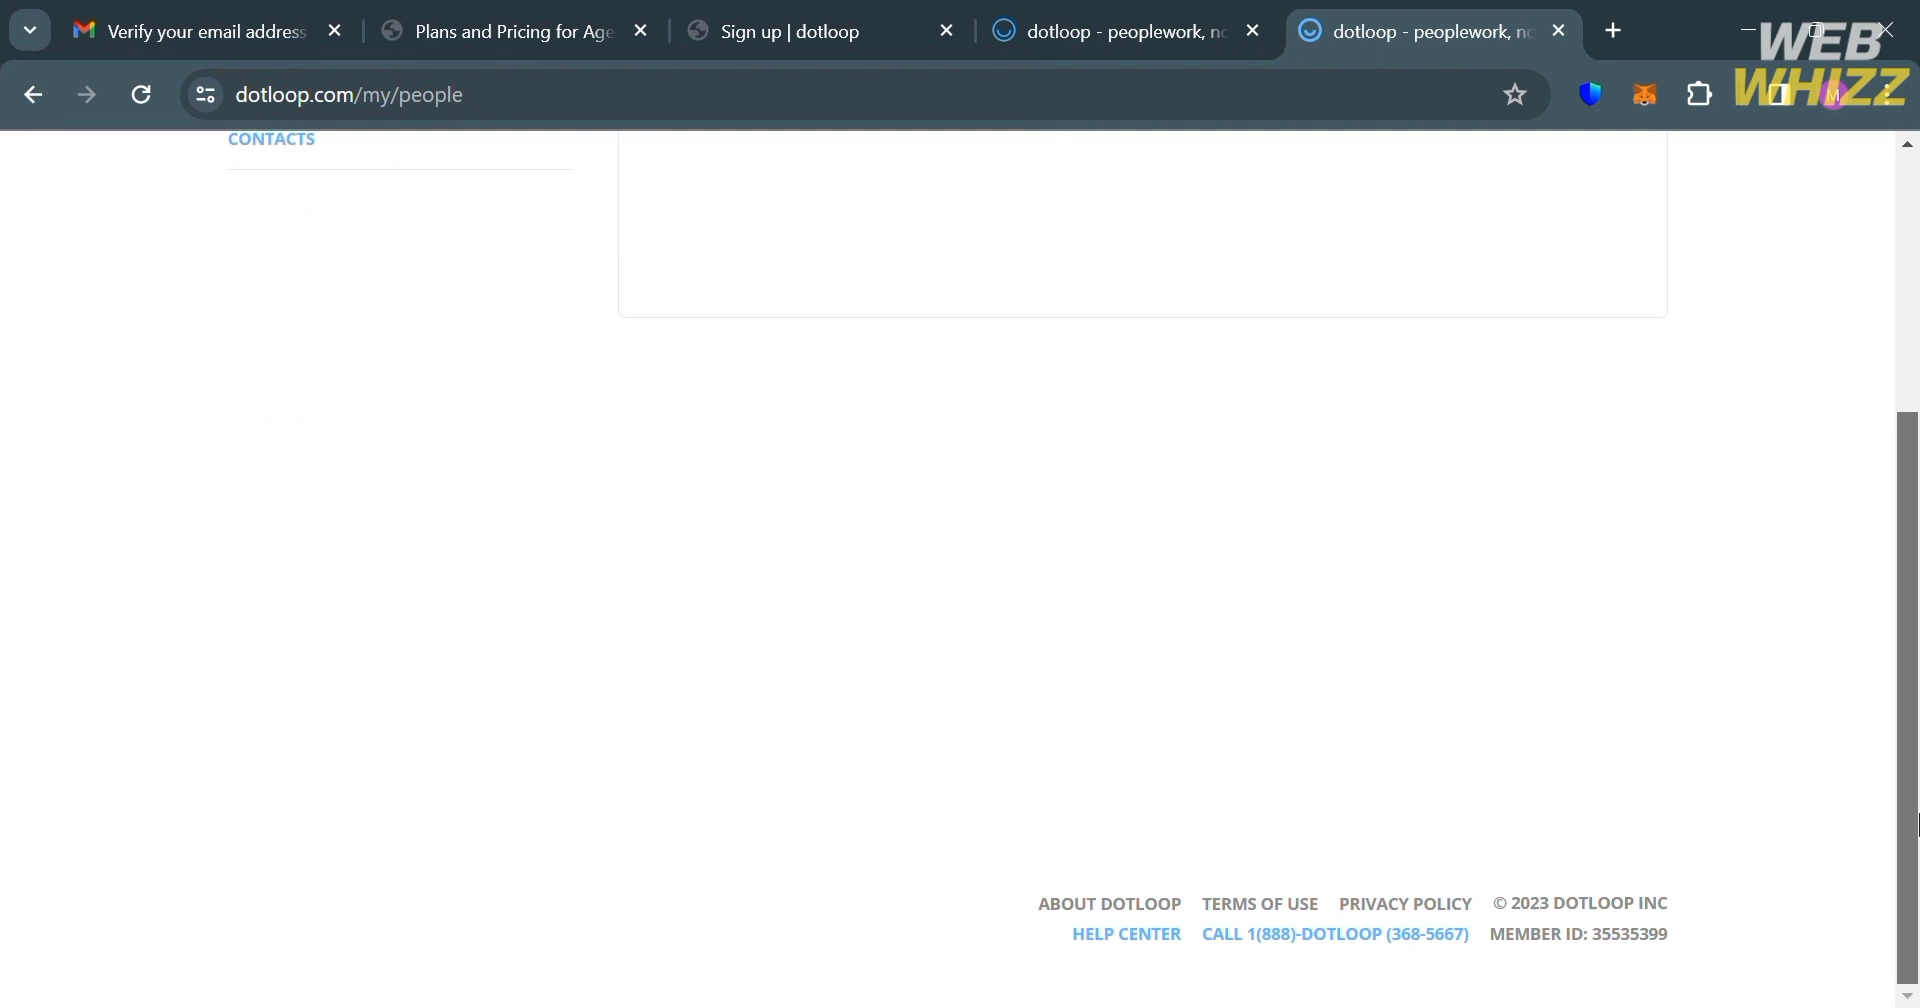 Verify your email address
Plans and Pricing for Age
Sign up | dotloop
dotloop - peoplework, no
dotloop - peoplework, no
WEB
WHIZZ
dotloop.com/my/people
M
CONTACTS
ABOUT DOTLOOP TERMS OF USE PRIVACY POLICY © 2023 DOTLOOP INC
HELP CENTER CALL 1(888)-DOTLOOP (368-5667) MEMBER ID: 35535399